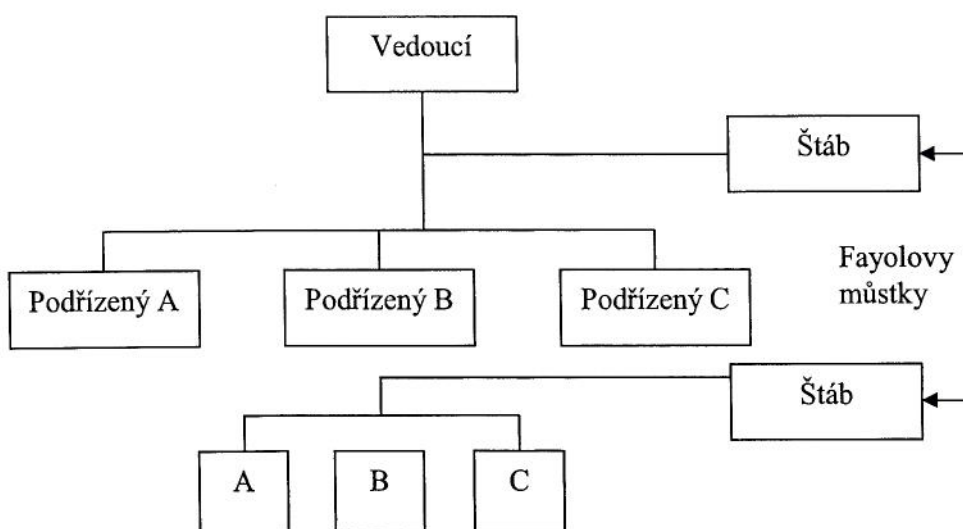 Vedoucí
Štáb
Fayolovy
můstky
Podřízený A
Podřízený B
Podřízený C
Štáb
A
B
C